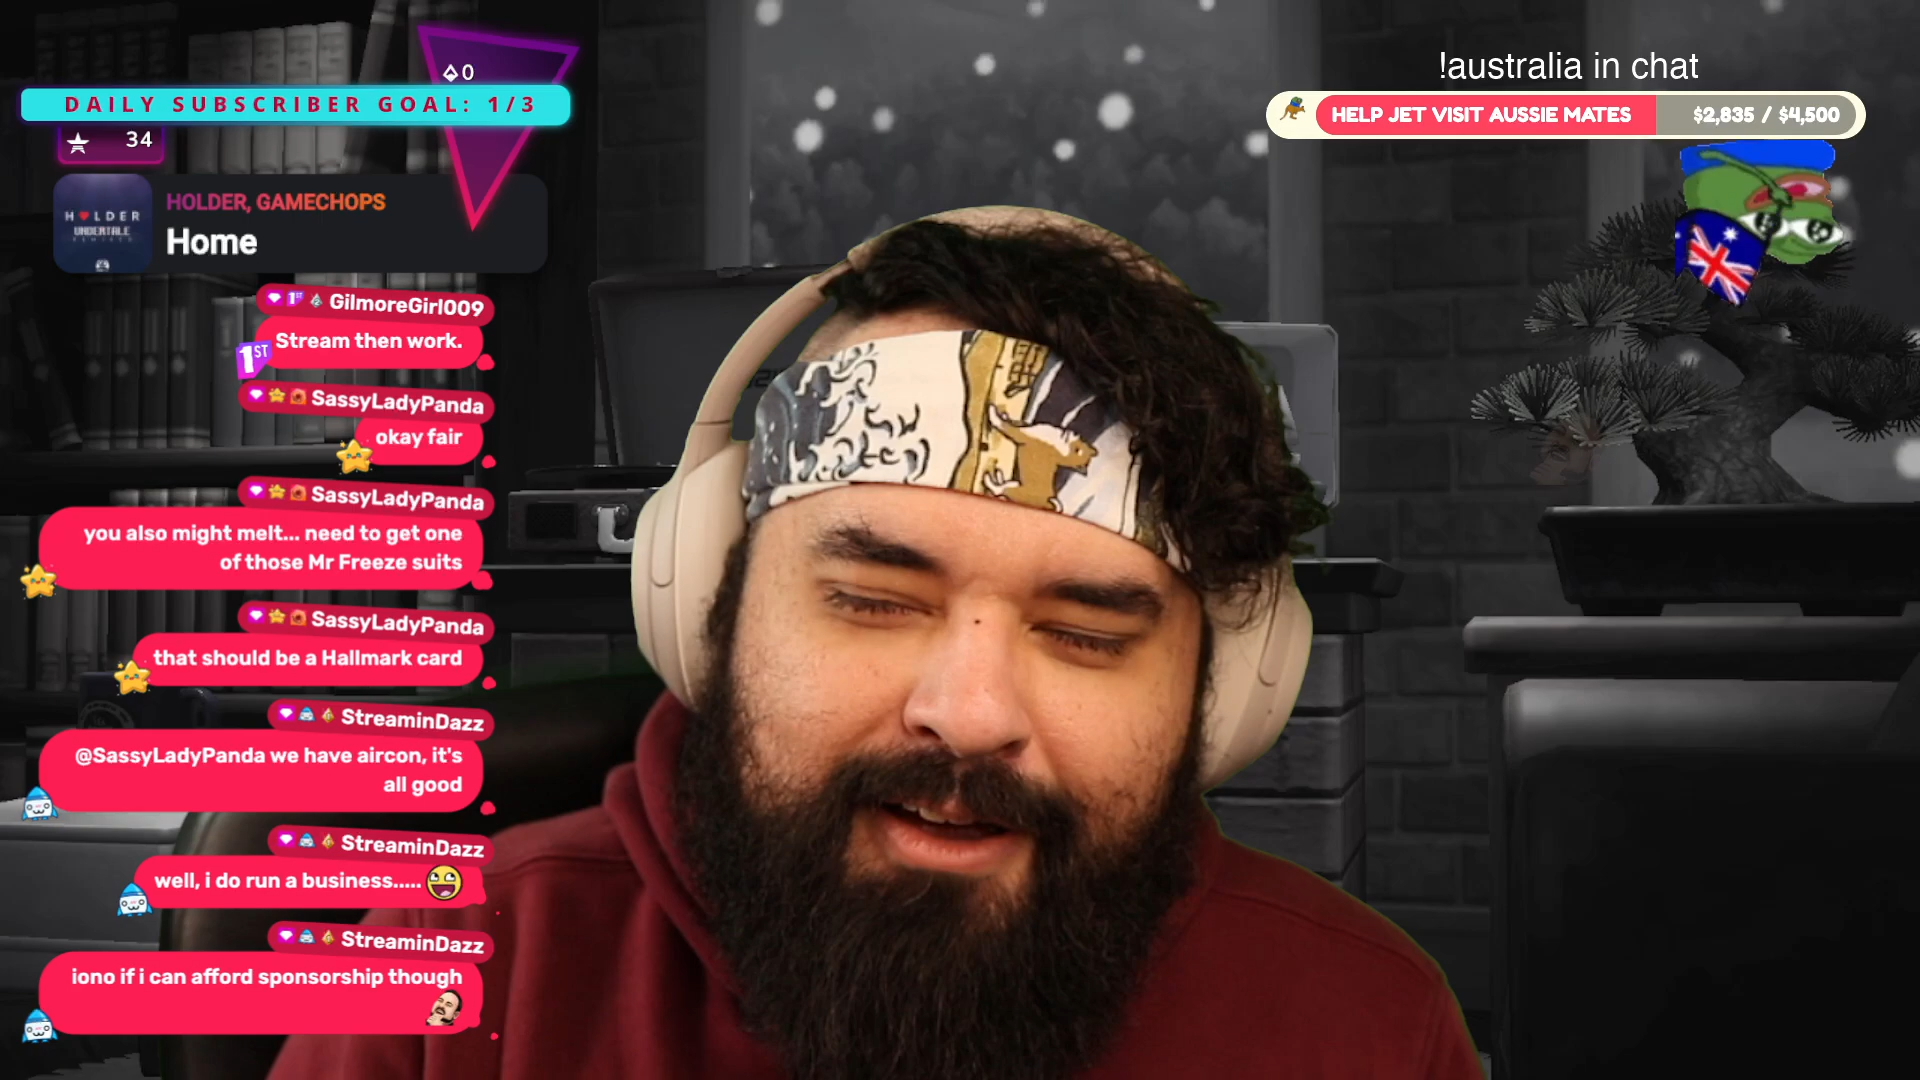 !australia in chat
0
DAILY SUBSCRIBER GOAL: 1/3
HELP JET VISIT AUSSIE MATES
$2,835 / $4,500
34
HOLDER, GAMECHOPS
Home
H♥LDER
UNDERTALE
1ST GilmoreGirl009
Stream then work.
1ST
SassyLadyPanda
okay fair
SassyLadyPanda
you also might melt... need to get one
of those Mr Freeze suits
SassyLadyPanda
that should be a Hallmark card
StreaminDazz
@SassyLadyPanda we have aircon, it's
all good
StreaminDazz
well, i do run a business.....
StreaminDazz
iono if i can afford sponsorship though